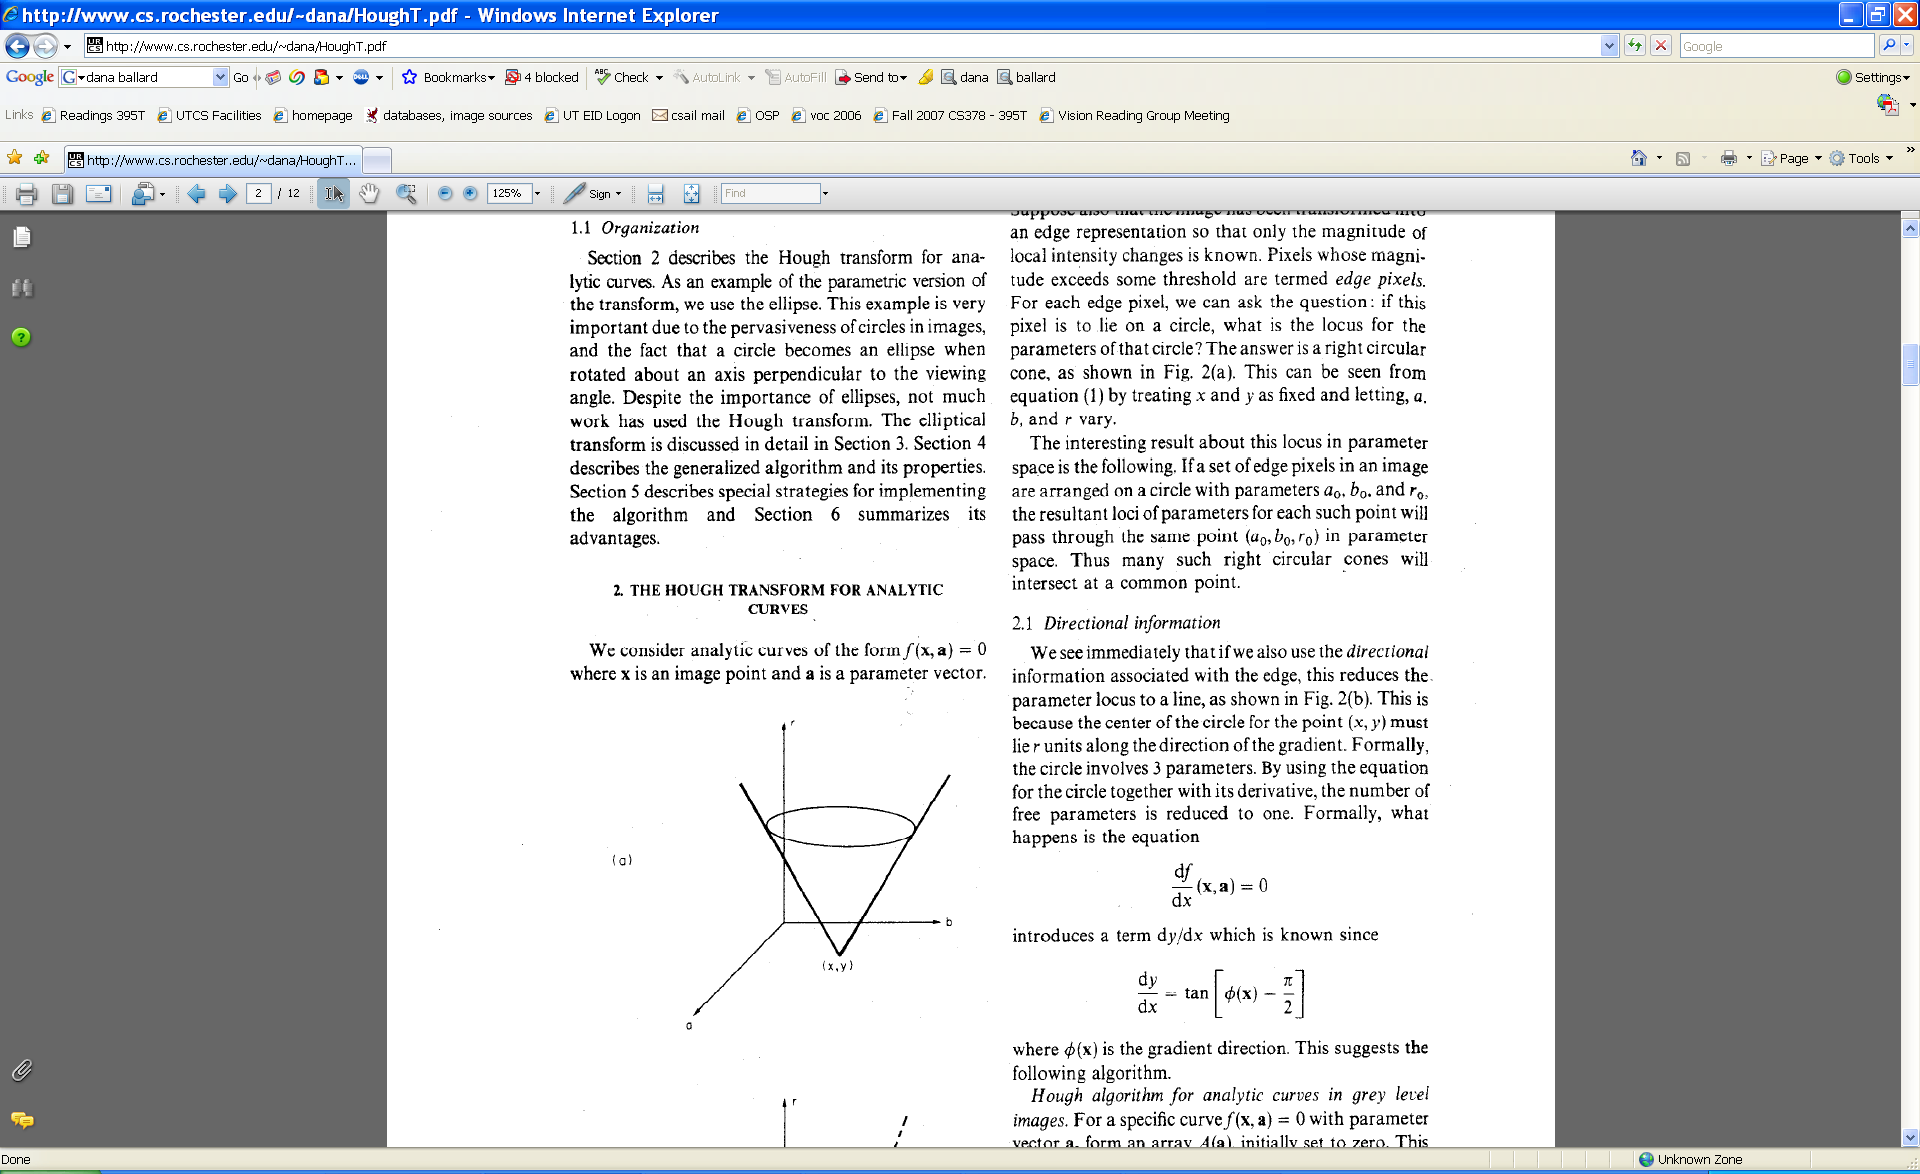 http://www.cs.rochester.edu/~dana/HoughT.pdf - Windows Internet Explorer
http://www.cs.rochester.edu/~dana/HoughT.pdf
Google
Google G dana ballard Go Bookmarks 4 blocked ABC Check AutoLink AutoFill Send to dana ballard Settings
Links Readings 395T UTCS Facilities homepage databases, image sources UT EID Logon csail mail OSP voc 2006 Fall 2007 CS378 - 395T Vision Reading Group Meeting
UR CS http://www.cs.rochester.edu/~dana/HoughT... Page Tools
2 / 12 125% Sign Find
1.1 Organization
Section 2 describes the Hough transform for ana-
lytic curves. As an example of the parametric version of
the transform, we use the ellipse. This example is very
important due to the pervasiveness of circles in images,
and the fact that a circle becomes an ellipse when
rotated about an axis perpendicular to the viewing
angle. Despite the importance of ellipses, not much
work has used the Hough transform. The elliptical
transform is discussed in detail in Section 3. Section 4
describes the generalized algorithm and its properties.
Section 5 describes special strategies for implementing
the algorithm and Section 6 summarizes its
advantages.
2. THE HOUGH TRANSFORM FOR ANALYTIC
CURVES
We consider analytic curves of the form f(x, a) = 0
where x is an image point and a is a parameter vector.
r
(a)
b
(x,y)
a
r
Suppose also that the image has been transformed into
an edge representation so that only the magnitude of
local intensity changes is known. Pixels whose magni-
tude exceeds some threshold are termed edge pixels.
For each edge pixel, we can ask the question: if this
pixel is to lie on a circle, what is the locus for the
parameters of that circle? The answer is a right circular
cone, as shown in Fig. 2(a). This can be seen from
equation (1) by treating x and y as fixed and letting, a,
b, and r vary.
The interesting result about this locus in parameter
space is the following. If a set of edge pixels in an image
are arranged on a circle with parameters a₀, b₀, and r₀,
the resultant loci of parameters for each such point will
pass through the same point (a₀, b₀, r₀) in parameter
space. Thus many such right circular cones will
intersect at a common point.
2.1 Directional information
We see immediately that if we also use the directional
information associated with the edge, this reduces the
parameter locus to a line, as shown in Fig. 2(b). This is
because the center of the circle for the point (x, y) must
lie r units along the direction of the gradient. Formally,
the circle involves 3 parameters. By using the equation
for the circle together with its derivative, the number of
free parameters is reduced to one. Formally, what
happens is the equation
df/dx (x, a) = 0
introduces a term dy/dx which is known since
dy/dx = tan [ϕ(x) − π/2]
where ϕ(x) is the gradient direction. This suggests the
following algorithm.
Hough algorithm for analytic curves in grey level
images. For a specific curve f(x, a) = 0 with parameter
vector a, form an array A(a), initially set to zero. This
Done Unknown Zone